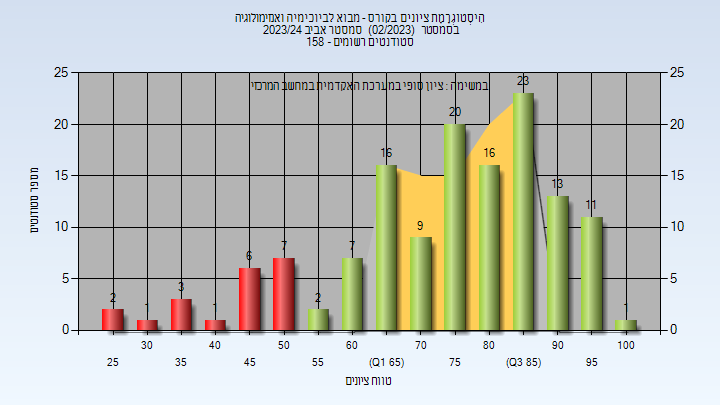 היסטוגרמת ציונים בקורס - מבוא לביוכימיה ואמימולוגיה
בסמסטר (02/2023) סמסטר אביב 2023/24
סטודנטים רשומים - 158
במשימה : ציון סופי במערכת האקדמית במחשב המרכזי
מספר סטודנטים
25 25
20 20
15 15
10 10
5 5
0 0
2 1 3 1 6 7 2 7 16 9 20 16 23 13 11 1
30 40 50 60 70 80 90 100
25 35 45 55 (Q1 65) 75 (Q3 85) 95
טווח ציונים